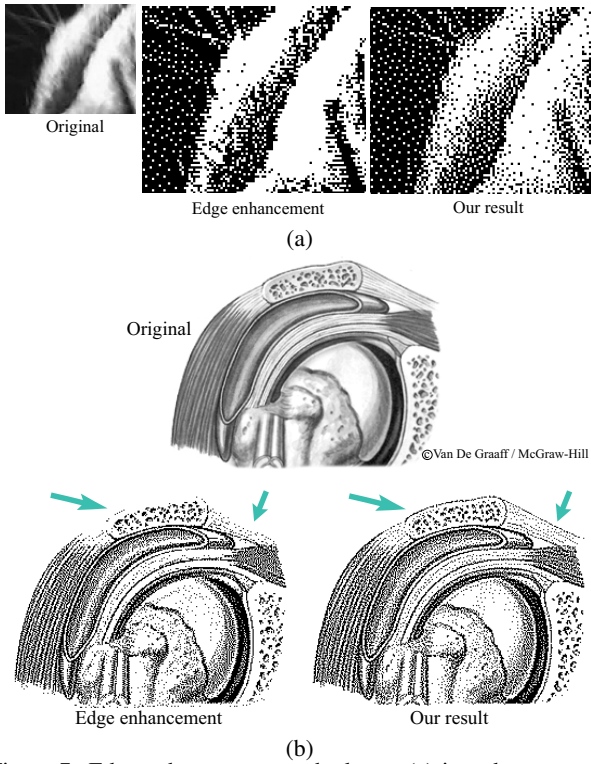 Original
Edge enhancement
Our result
(a)
Original
©Van De Graaff / McGraw-Hill
Edge enhancement
Our result
(b)